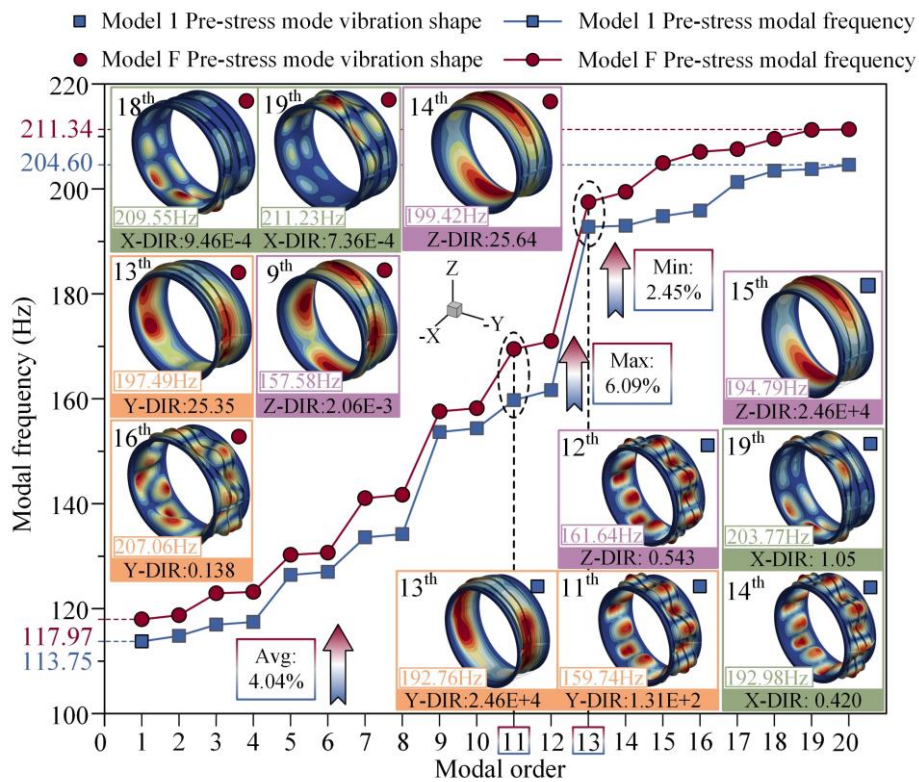 Model 1 Pre-stress mode vibration shape
Model 1 Pre-stress modal frequency
Model F Pre-stress mode vibration shape
Model F Pre-stress modal frequency
Modal frequency (Hz)
220
211.34
204.60
200
180
160
140
120
117.97
113.75
100
18th
209.55Hz
X-DIR:9.46E-4
19th
211.23Hz
X-DIR:7.36E-4
14th
199.42Hz
Z-DIR:25.64
13th
197.49Hz
Y-DIR:25.35
9th
157.58Hz
Z-DIR:2.06E-3
Z
-X
-Y
Min:
2.45%
Max:
6.09%
15th
194.79Hz
Z-DIR:2.46E+4
16th
207.06Hz
Y-DIR:0.138
12th
161.64Hz
Z-DIR: 0.543
19th
203.77Hz
X-DIR: 1.05
Avg:
4.04%
13th
192.76Hz
Y-DIR:2.46E+4
11th
159.74Hz
Y-DIR:1.31E+2
14th
192.98Hz
X-DIR: 0.420
0 1 2 3 4 5 6 7 8 9 10 11 12 13 14 15 16 17 18 19 20
Modal order